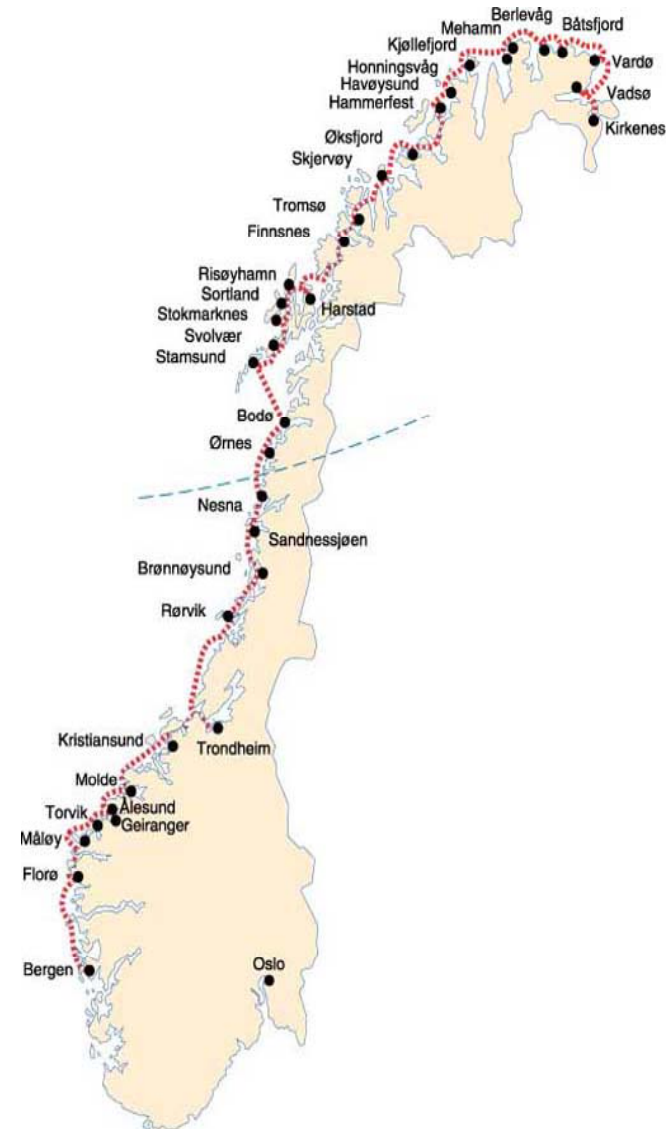 Berlevåg
Båtsfjord
Mehamn
Kjøllefjord
Vardø
Honningsvåg
Havøysund
Vadsø
Hammerfest
Kirkenes
Øksfjord
Skjervøy
Tromsø
Finnsnes
Risøyhamn
Sortland
Harstad
Stokmarknes
Svolvær
Stamsund
Bodø
Ørnes
Nesna
Sandnessjøen
Brønnøysund
Rørvik
Kristiansund
Trondheim
Molde
Ålesund
Torvik
Geiranger
Måløy
Florø
Bergen
Oslo